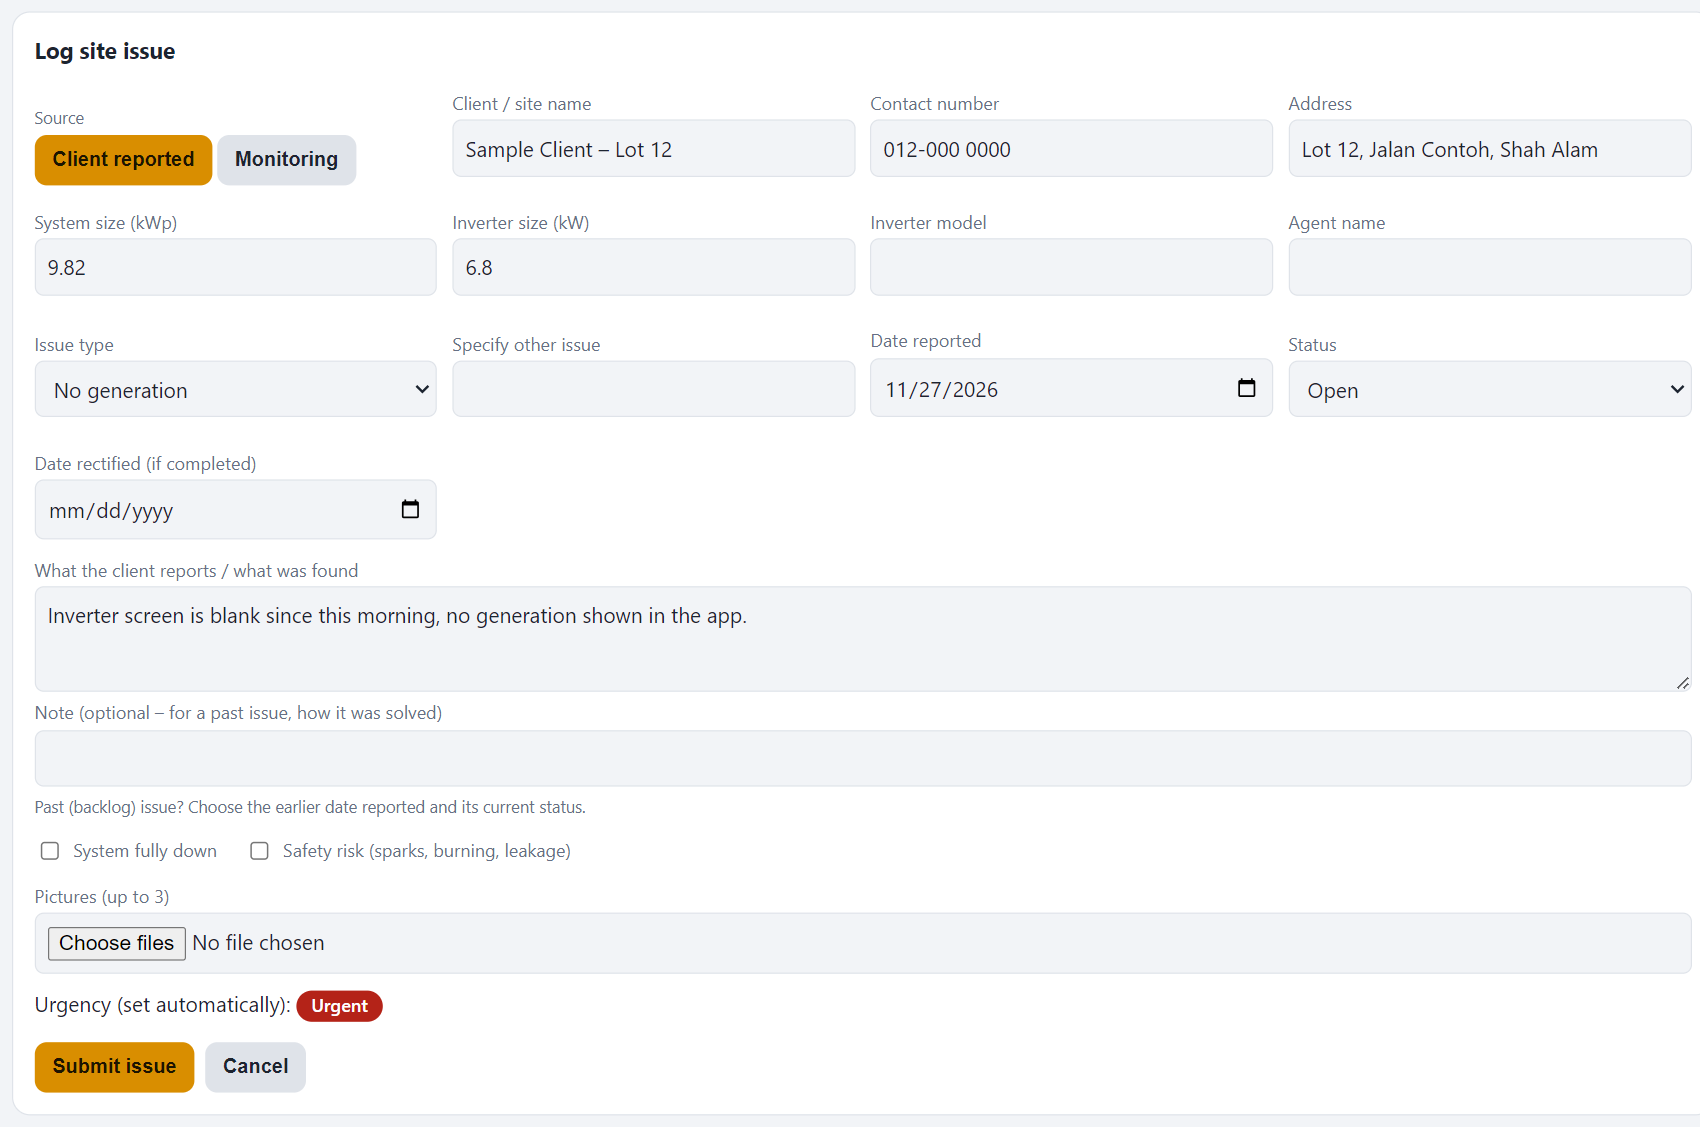 Log site issue
Source
Client reported
Monitoring
Client / site name
Sample Client – Lot 12
Contact number
012-000 0000
Address
Lot 12, Jalan Contoh, Shah Alam
System size (kWp)
9.82
Inverter size (kW)
6.8
Inverter model
Agent name
Issue type
No generation
Specify other issue
Date reported
11/27/2026
Status
Open
Date rectified (if completed)
mm/dd/yyyy
What the client reports / what was found
Inverter screen is blank since this morning, no generation shown in the app.
Note (optional – for a past issue, how it was solved)
Past (backlog) issue? Choose the earlier date reported and its current status.
System fully down
Safety risk (sparks, burning, leakage)
Pictures (up to 3)
Choose files No file chosen
Urgency (set automatically): Urgent
Submit issue
Cancel